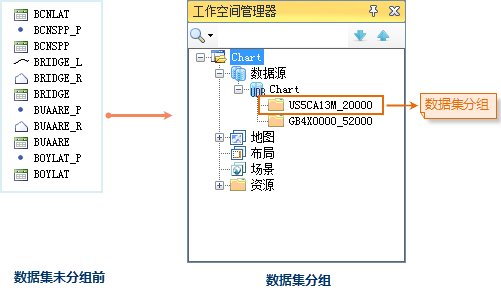 BCNLAT
BCNSPP_P
BCNSPP
BRIDGE_L
BRIDGE_R
BRIDGE
BUAARE_P
BUAARE_R
BUAARE
BOYLAT_P
BOYLAT
数据集未分组前
工作空间管理器
Chart
数据源
UDB
Chart
US5CA13M_20000
GB4X0000_52000
地图
布局
场景
资源
数据集分组
数据集分组